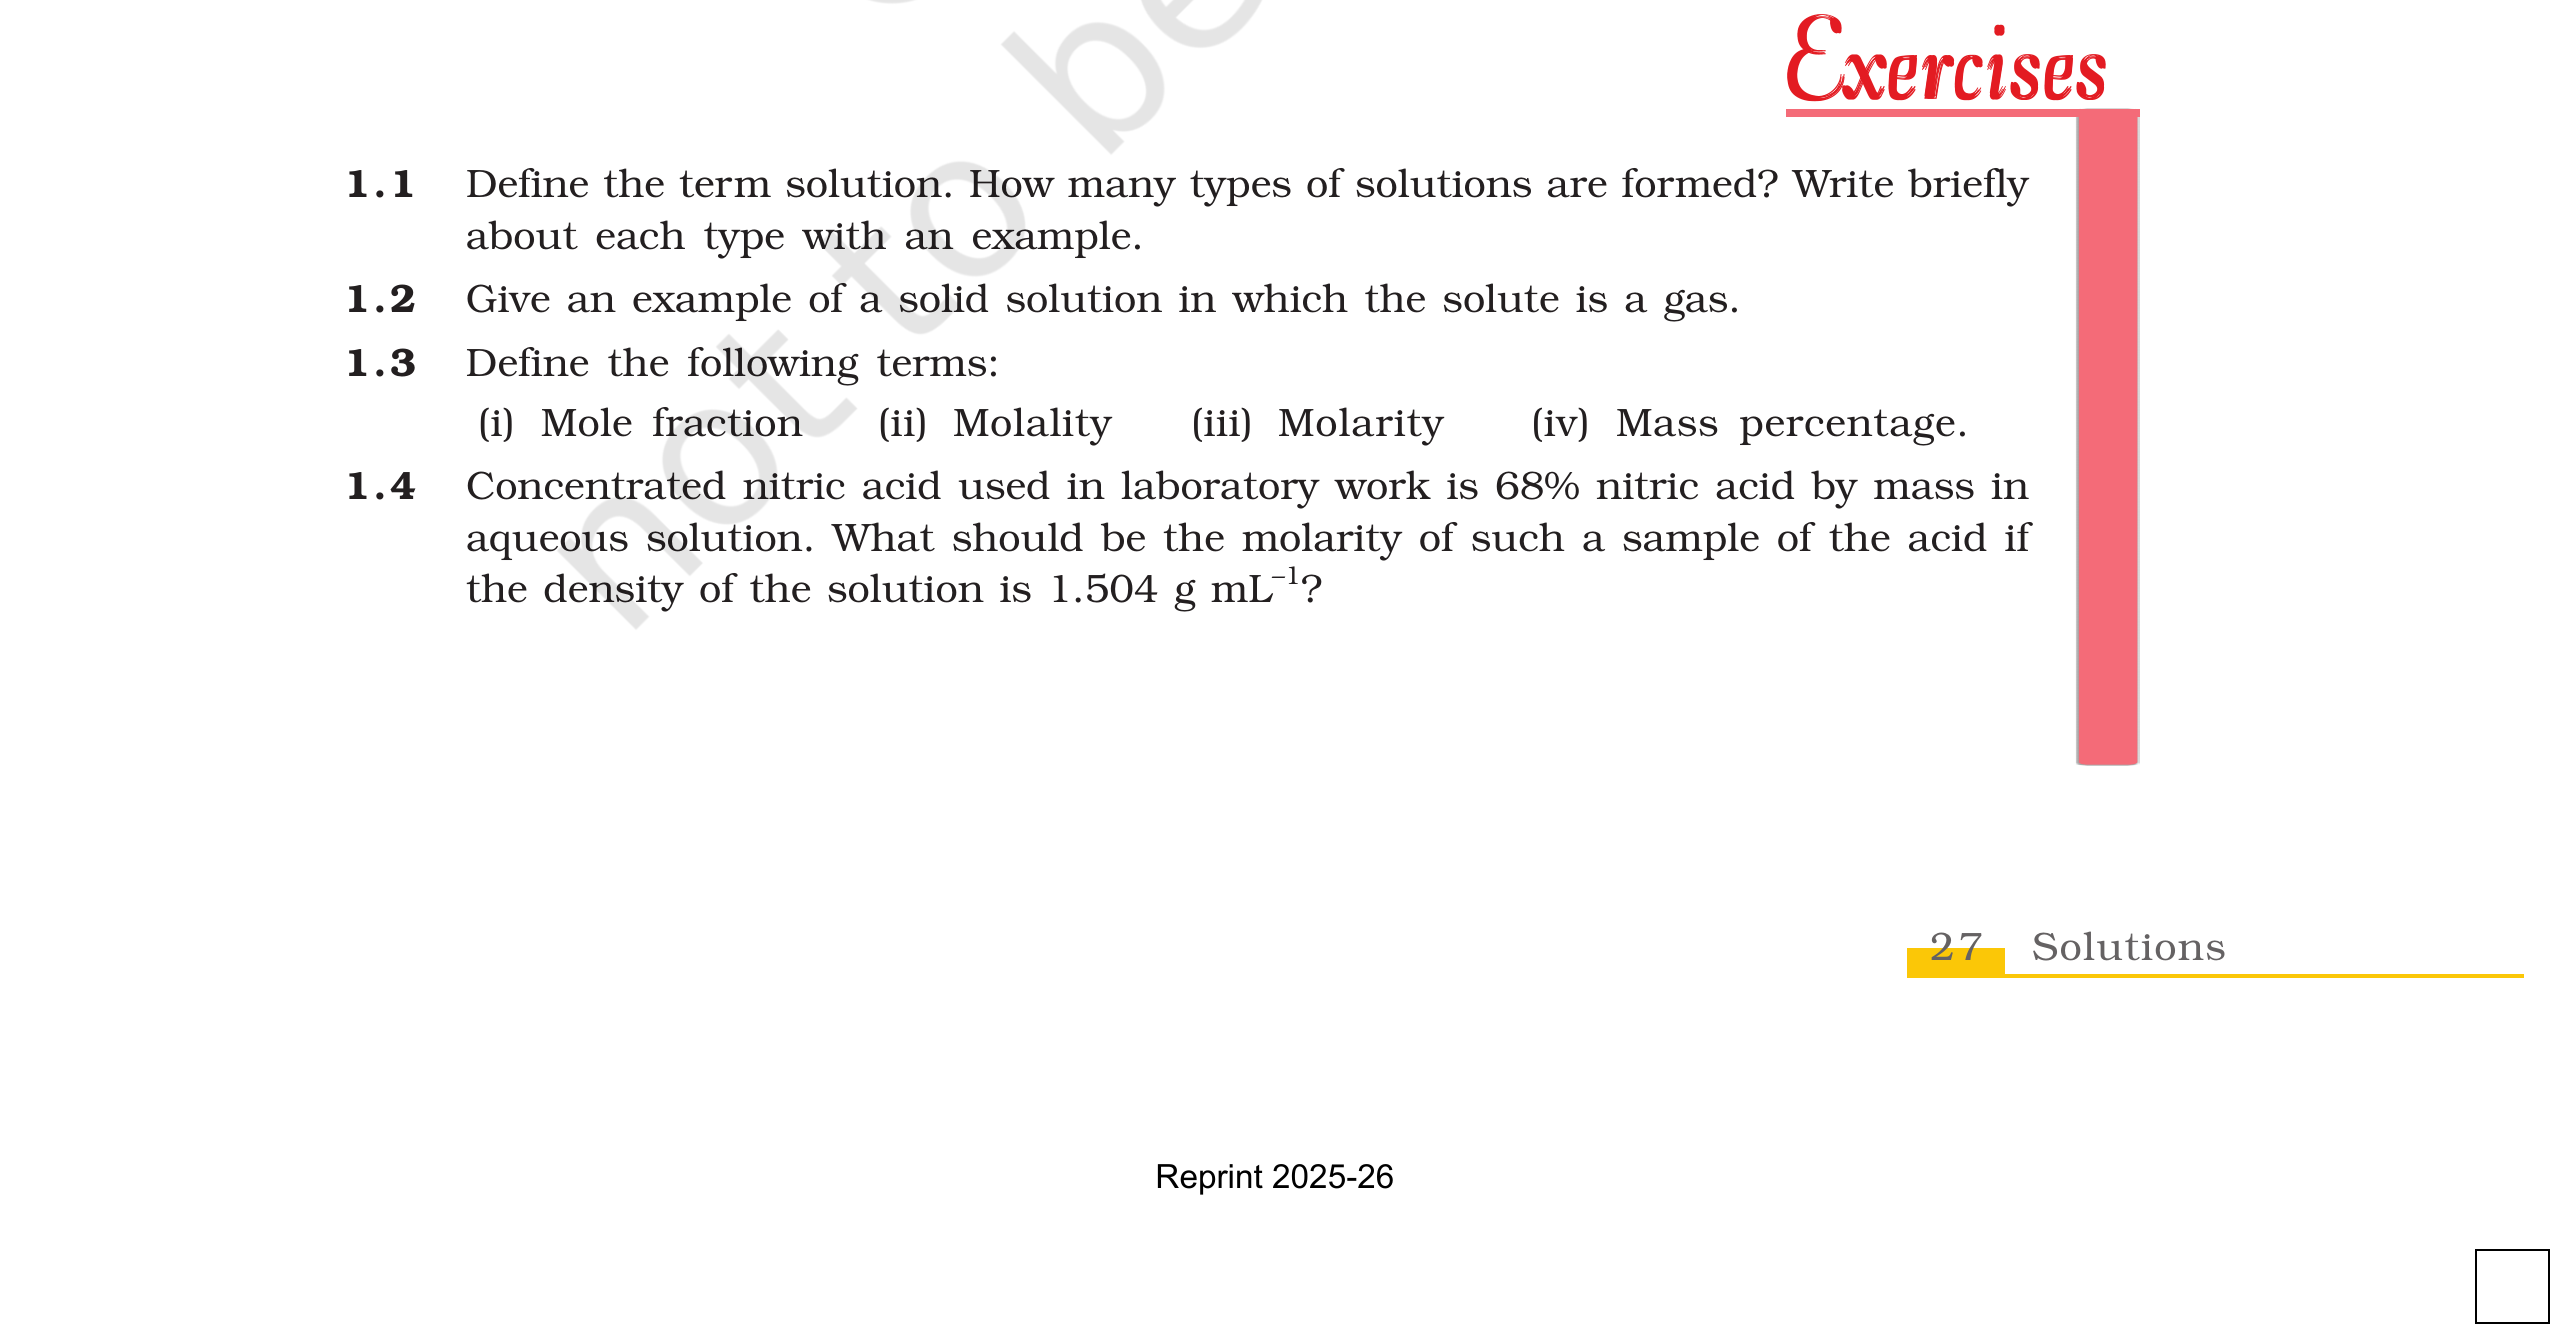 Exercises
1.1 Define the term solution. How many types of solutions are formed? Write briefly
about each type with an example.
1.2 Give an example of a solid solution in which the solute is a gas.
1.3 Define the following terms:
(i) Mole fraction (ii) Molality (iii) Molarity (iv) Mass percentage.
1.4 Concentrated nitric acid used in laboratory work is 68% nitric acid by mass in
aqueous solution. What should be the molarity of such a sample of the acid if
the density of the solution is 1.504 g mL⁻¹?
not to be
27 Solutions
Reprint 2025-26